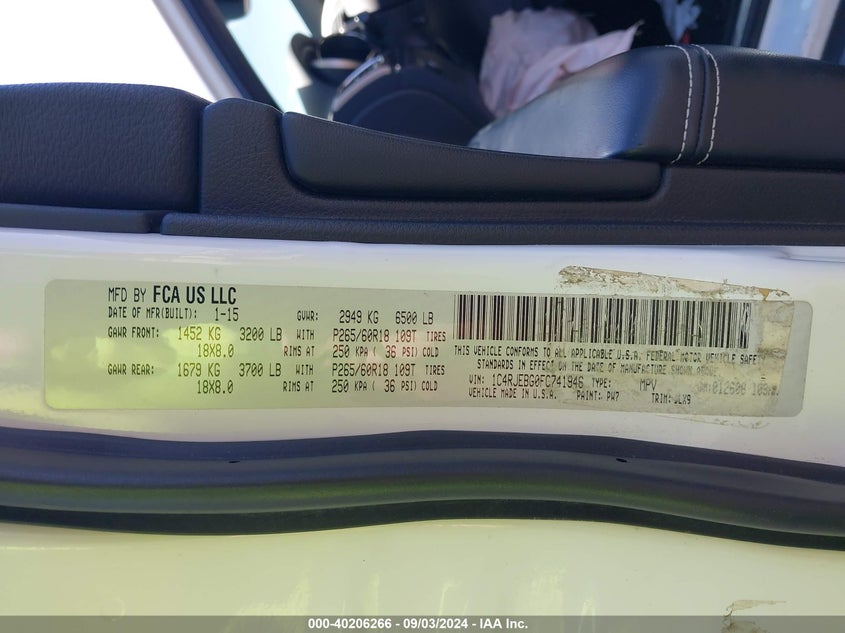 MFD BY FCA US LLC
DATE OF MFR(BUILT): 1-15 GVWR: 2949 KG 6500 LB
GAWR FRONT: 1452 KG 3200 LB WITH P265/60R18 109T TIRES
18X8.0 RIMS AT 250 KPA ( 36 PSI) COLD
GAWR REAR: 1679 KG 3700 LB WITH P265/60R18 109T TIRES
18X8.0 RIMS AT 250 KPA ( 36 PSI) COLD
THIS VEHICLE CONFORMS TO ALL APPLICABLE U.S.A. FEDERAL MOTOR VEHICLE SAFETY
STANDARDS IN EFFECT ON THE DATE OF MANUFACTURE SHOWN ABOVE
VIN: 1C4RJEBG0FC741946 TYPE: MPV
VEHICLE MADE IN U.S.A. PAINT: PW7 TRIM:
000-40206266 - 09/03/2024 - IAA Inc.